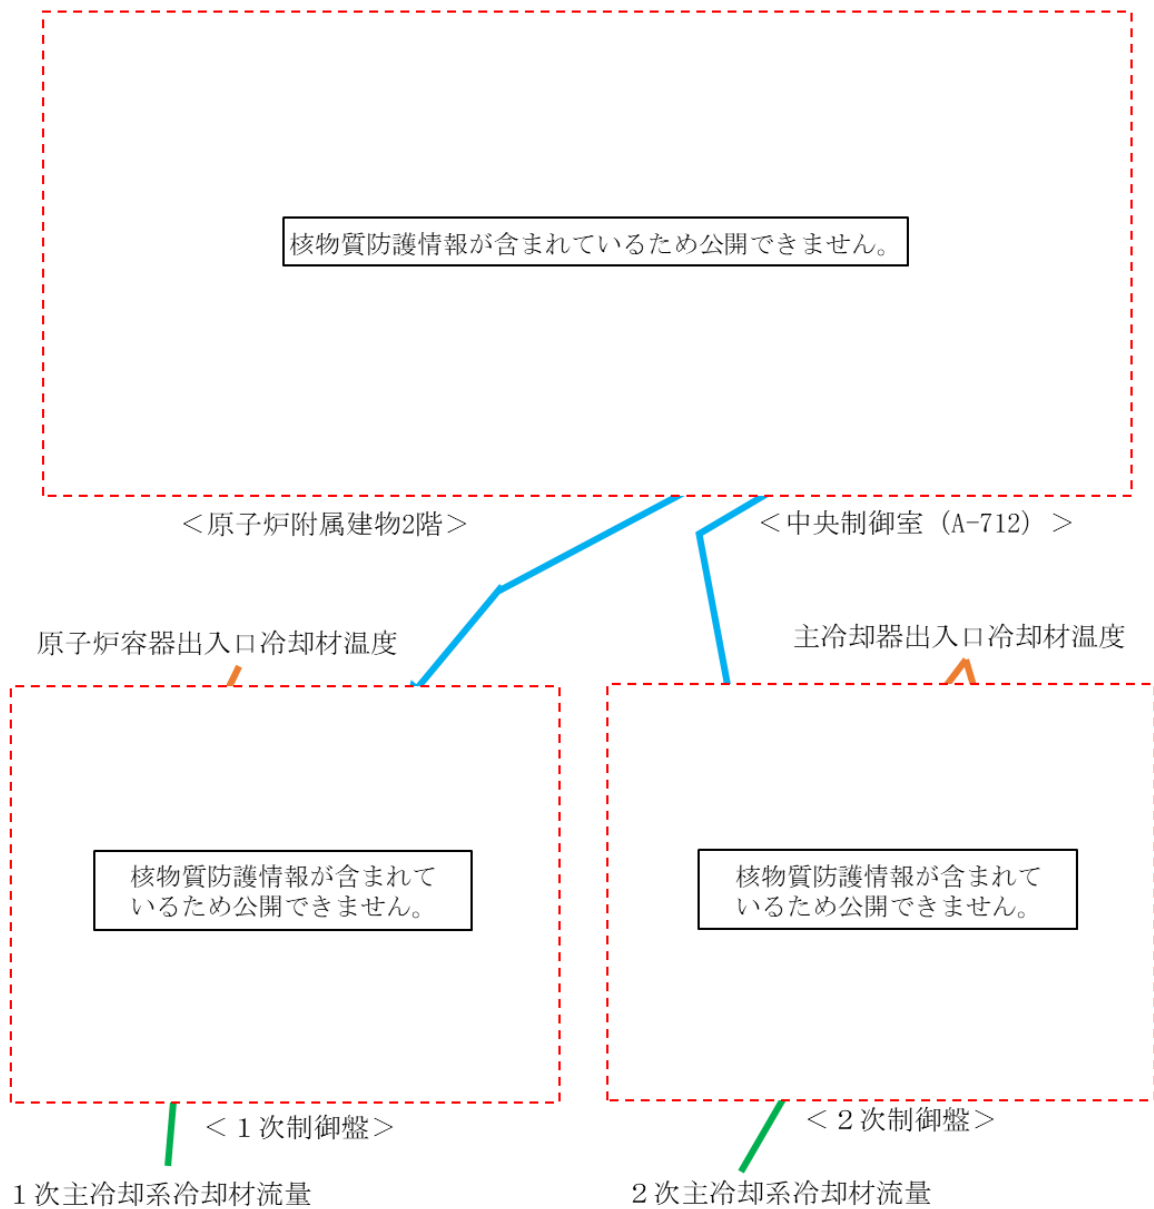 核物質防護情報が含まれているため公開できません。
＜原子炉附属建物2階＞
＜中央制御室（A-712）＞
原子炉容器出入口冷却材温度
主冷却器出入口冷却材温度
核物質防護情報が含まれて
いるため公開できません。
核物質防護情報が含まれて
いるため公開できません。
＜１次制御盤＞
＜２次制御盤＞
１次主冷却系冷却材流量
２次主冷却系冷却材流量